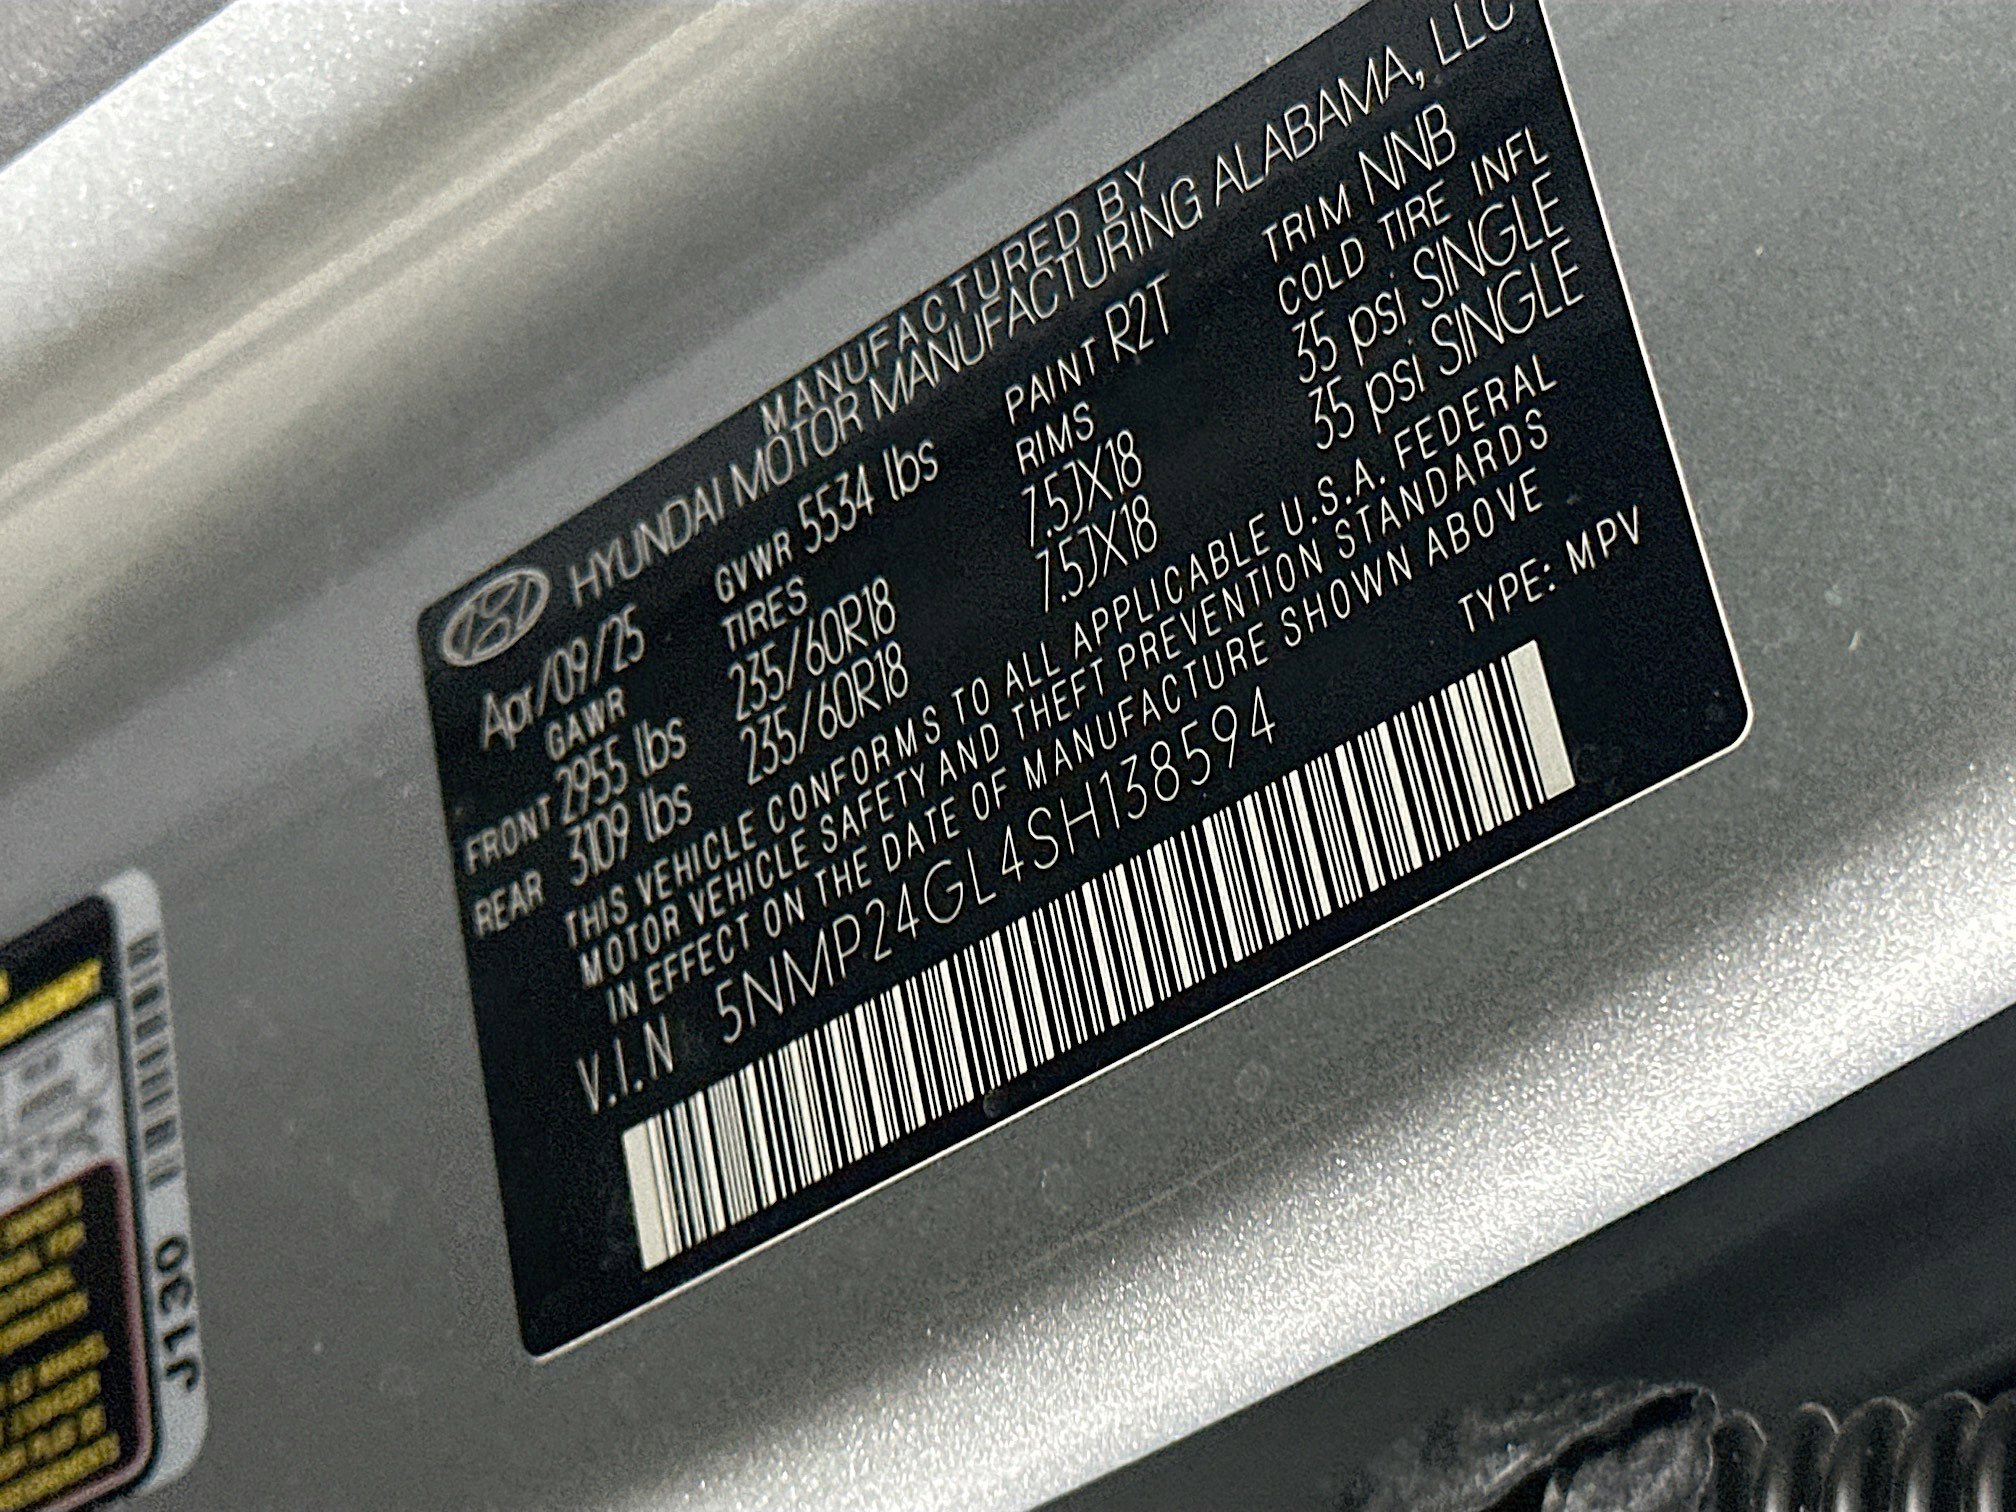 MANUFACTURED BY
HYUNDAI MOTOR MANUFACTURING ALABAMA, LLC
Apr/09/25 GVWR 5534 lbs PAINT R2T TRIM NNB
GAWR TIRES RIMS COLD TIRE INFL
FRONT 2955 lbs 235/60R18 7.5JX18 35 psi SINGLE
REAR 3109 lbs 235/60R18 7.5JX18 35 psi SINGLE
THIS VEHICLE CONFORMS TO ALL APPLICABLE U.S.A. FEDERAL
MOTOR VEHICLE SAFETY AND THEFT PREVENTION STANDARDS
IN EFFECT ON THE DATE OF MANUFACTURE SHOWN ABOVE
V.I.N 5NMP24GL4SH138594 TYPE: MPV
J130